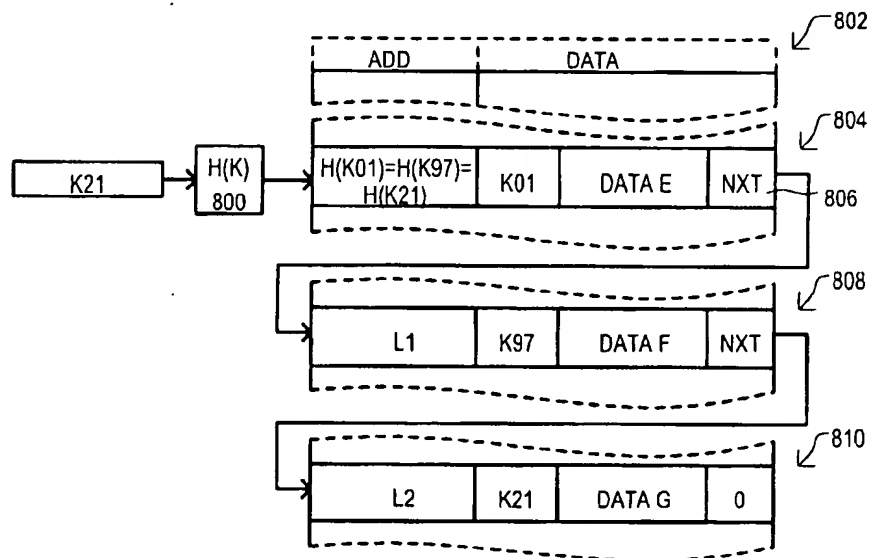 802
ADD DATA
804
K21
H(K)
800
H(K01)=H(K97)=
H(K21)
K01 DATA E NXT
806
808
L1 K97 DATA F NXT
810
L2 K21 DATA G 0